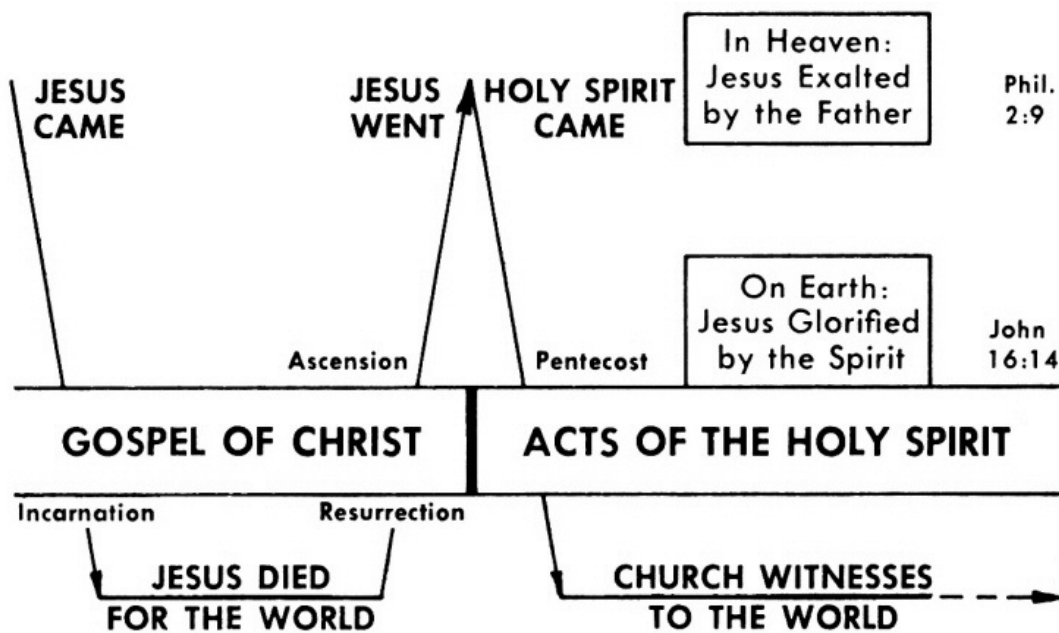 JESUS
CAME
JESUS
WENT
HOLY SPIRIT
CAME
In Heaven:
Jesus Exalted
by the Father
Phil.
2:9
On Earth:
Jesus Glorified
by the Spirit
John
16:14
Ascension
Pentecost
GOSPEL OF CHRIST
ACTS OF THE HOLY SPIRIT
Incarnation
Resurrection
JESUS DIED
FOR THE WORLD
CHURCH WITNESSES
TO THE WORLD